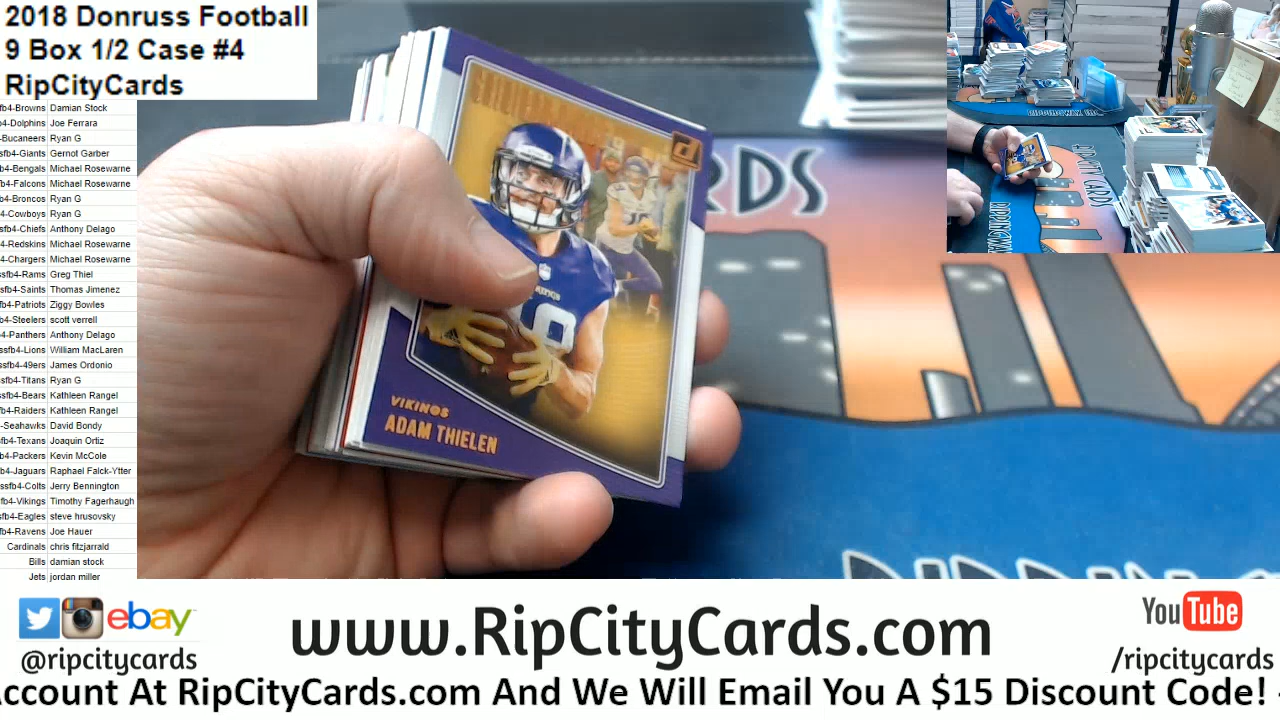 2018 Donruss Football
9 Box 1/2 Case #4
RipCityCards
fb4-Browns Damian Stock
b4-Dolphins Joe Ferrara
-Bucaneers Ryan G
sfb4-Giants Gernot Garber
b4-Bengals Michael Rosewarne
fb4-Falcons Michael Rosewarne
fb4-Broncos Ryan G
4-Cowboys Ryan G
fb4-Chiefs Anthony Delago
4-Redskins Michael Rosewarne
4-Chargers Michael Rosewarne
ssfb4-Rams Greg Thiel
sfb4-Saints Thomas Jimenez
b4-Patriots Ziggy Bowles
b4-Steelers scott verrell
4-Panthers Anthony Delago
ssfb4-Lions William MacLaren
ssfb4-49ers James Ordonio
sfb4-Titans Ryan G
sfb4-Bears Kathleen Rangel
fb4-Raiders Kathleen Rangel
-Seahawks David Bondy
fb4-Texans Joaquin Ortiz
b4-Packers Kevin McCole
b4-Jaguars Raphael Falck-Ytter
ssfb4-Colts Jerry Bennington
fb4-Vikings Timothy Fagerhaugh
sfb4-Eagles steve hrusovsky
fb4-Ravens Joe Hauer
Cardinals chris fitzjarrald
Bills damian stock
Jets jordan miller
VIKINGS
ADAM THIELEN
RDS
ebay
@ripcitycards
www.RipCityCards.com
YouTube
/ripcitycards
Account At RipCityCards.com And We Will Email You A $15 Discount Code! -